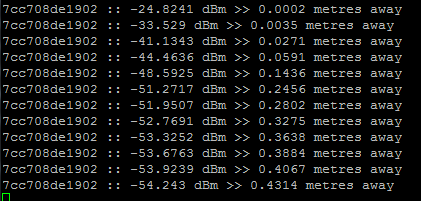 7cc708de1902 :: -24.8241 dBm >> 0.0002 metres away
7cc708de1902 :: -33.529 dBm >> 0.0035 metres away
7cc708de1902 :: -41.1343 dBm >> 0.0271 metres away
7cc708de1902 :: -44.4636 dBm >> 0.0591 metres away
7cc708de1902 :: -48.5925 dBm >> 0.1436 metres away
7cc708de1902 :: -51.2717 dBm >> 0.2456 metres away
7cc708de1902 :: -51.9507 dBm >> 0.2802 metres away
7cc708de1902 :: -52.7691 dBm >> 0.3275 metres away
7cc708de1902 :: -53.3252 dBm >> 0.3638 metres away
7cc708de1902 :: -53.6763 dBm >> 0.3884 metres away
7cc708de1902 :: -53.9239 dBm >> 0.4067 metres away
7cc708de1902 :: -54.243 dBm >> 0.4314 metres away